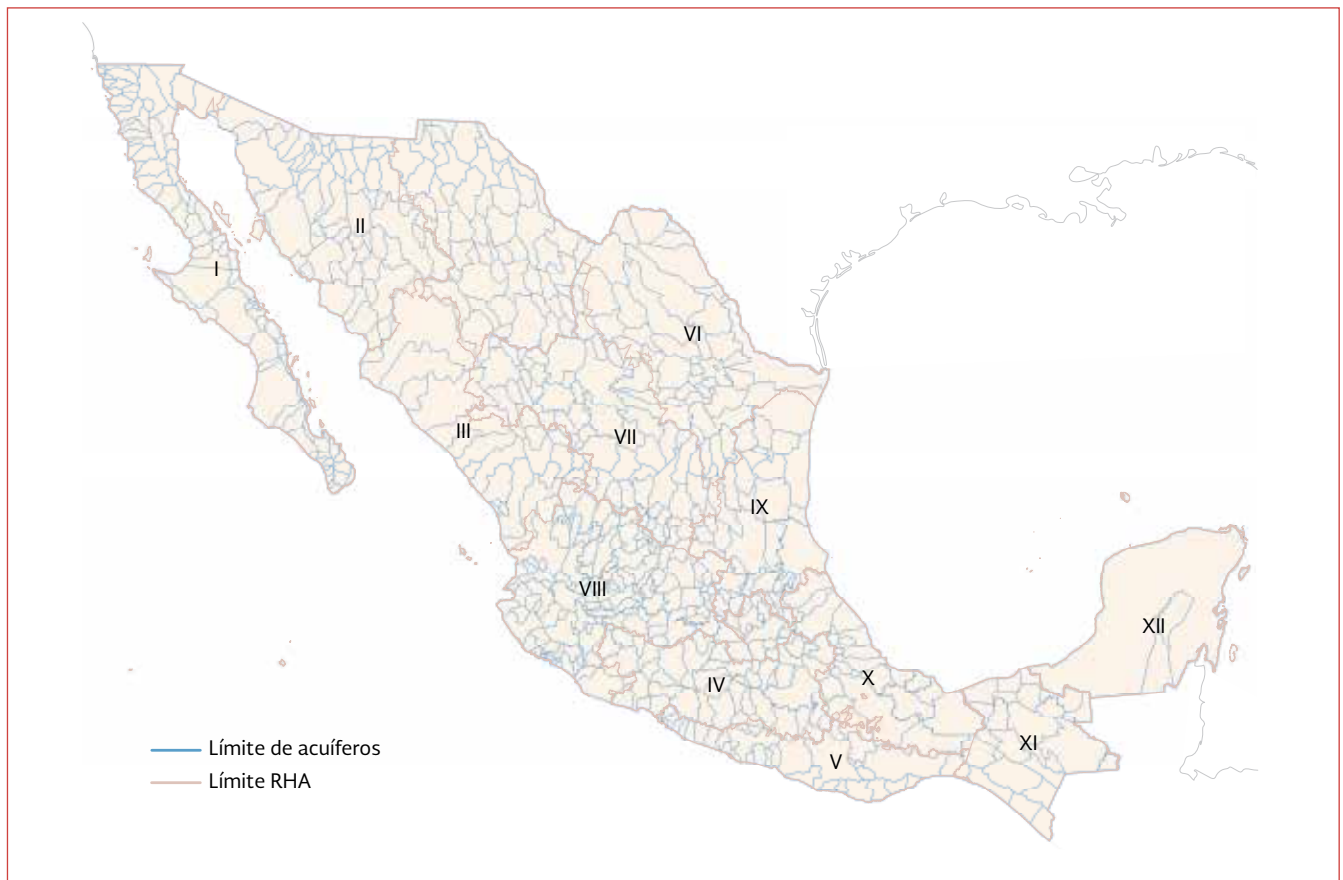 II
I
VI
III
VII
IX
VIII
XII
X
IV
XI
V
Límite de acuíferos
Límite RHA